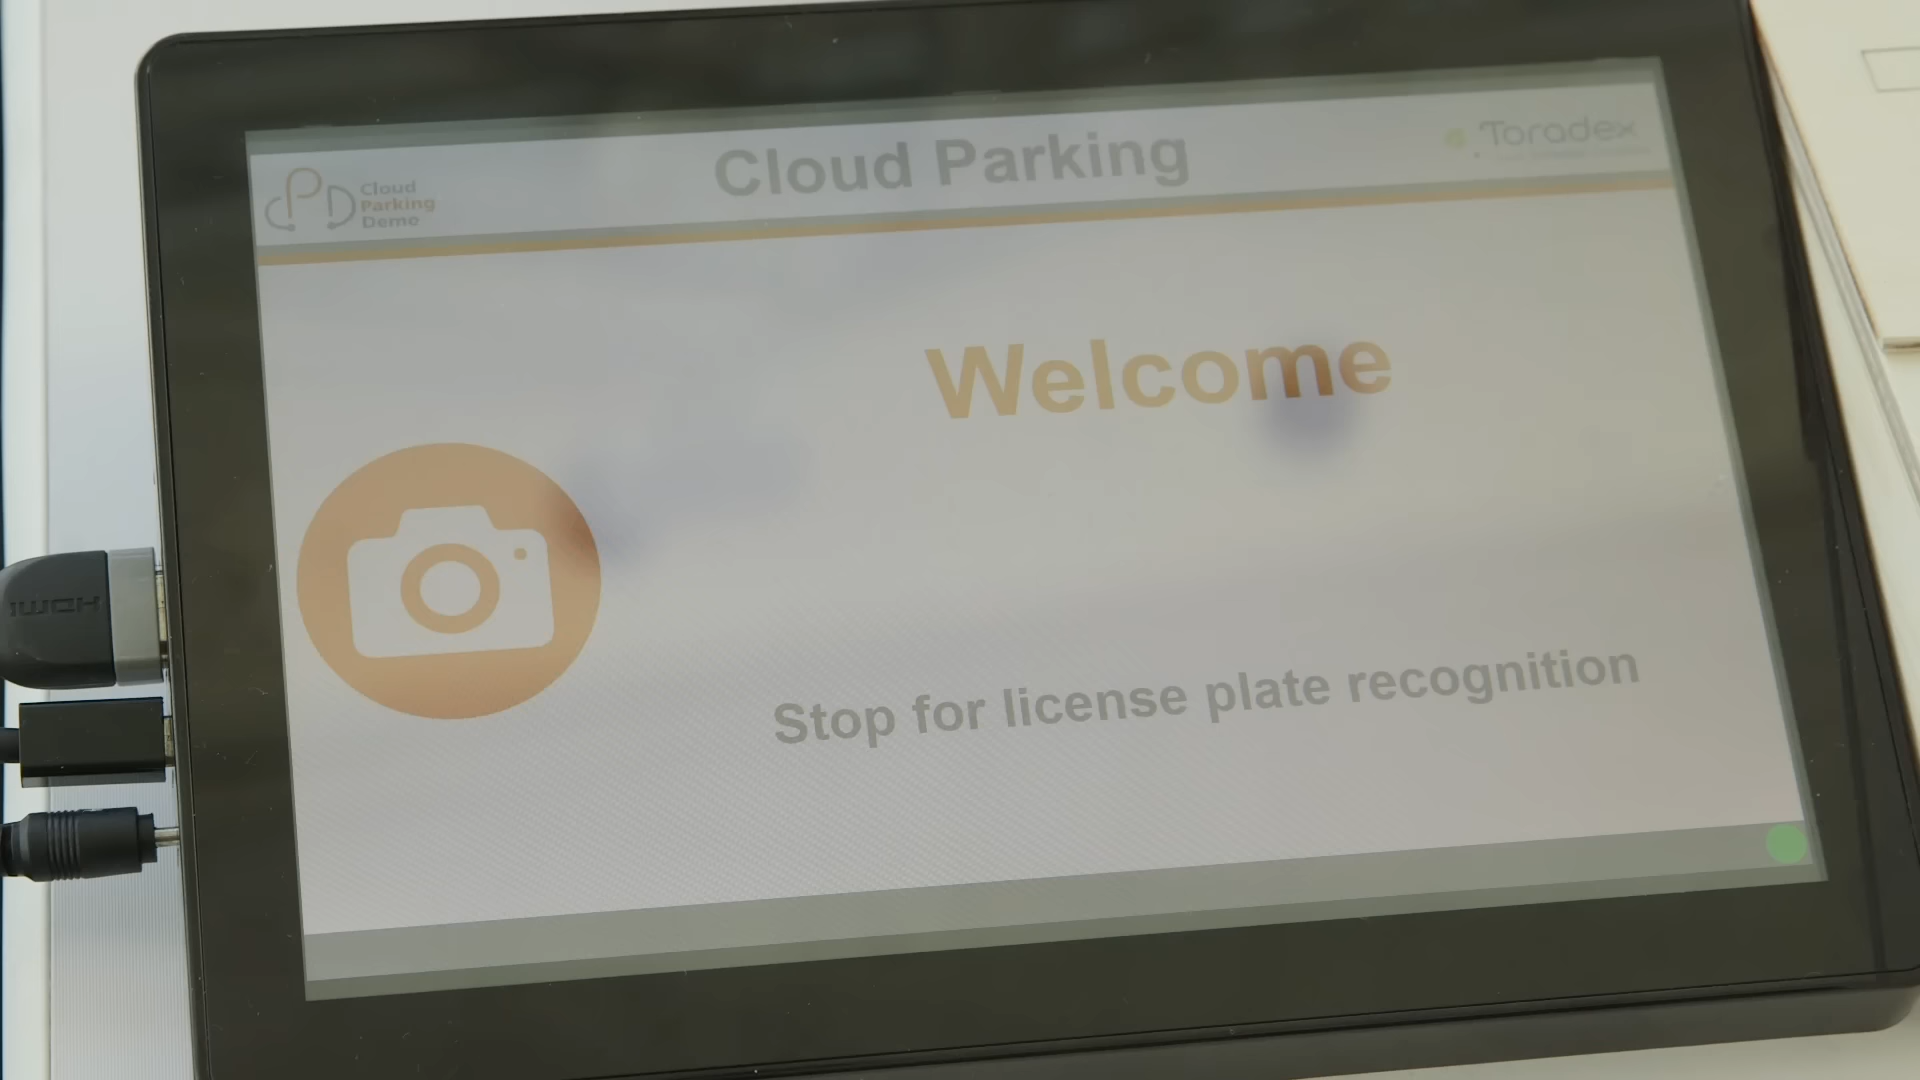 Cloud Parking
Toradex
Cloud
Parking
Demo
Welcome
Stop for license plate recognition
HDMI